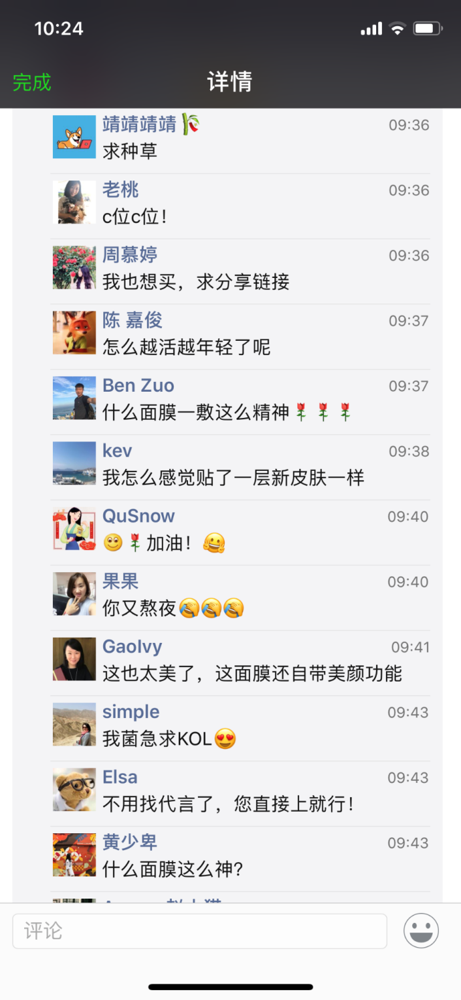 10:24
完成
详情
靖靖靖靖 09:36
求种草
老桃 09:36
c位c位!
周慕婷 09:36
我也想买，求分享链接
陈 嘉俊 09:37
怎么越活越年轻了呢
Ben Zuo 09:37
什么面膜一敷这么精神🌹🌹🌹
kev 09:38
我怎么感觉贴了一层新皮肤一样
QuSnow 09:40
🙂🌹加油！🤗
果果 09:40
你又熬夜🤦🤦🤦
GaoIvy 09:41
这也太美了，这面膜还自带美颜功能
simple 09:43
我菌急求KOL😍
Elsa 09:43
不用找代言了，您直接上就行！
黄少卑 09:43
什么面膜这么神?
评论